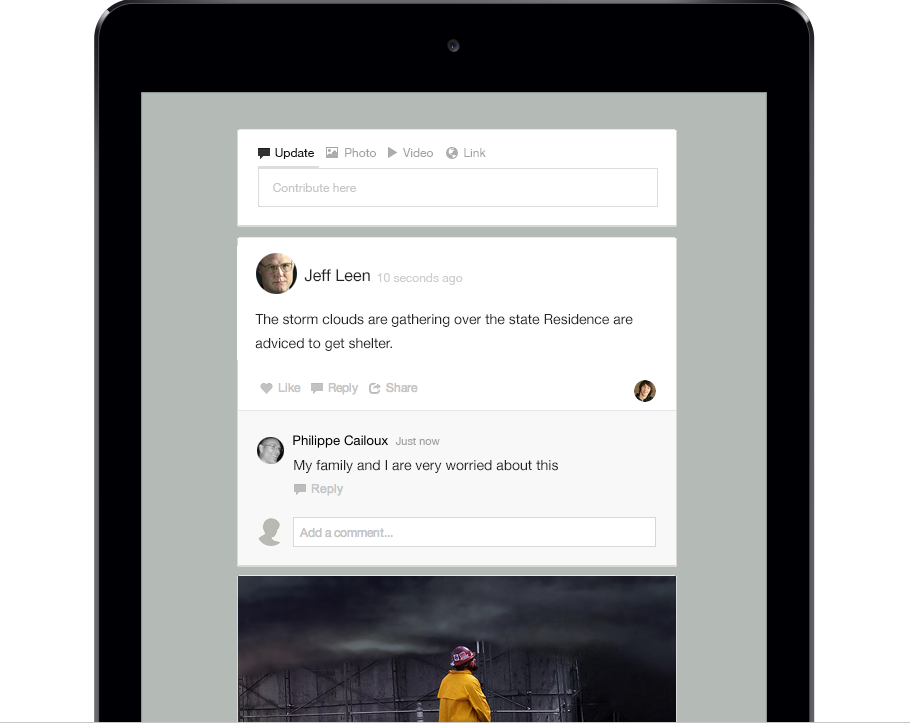 Update Photo Video Link
Contribute here
Jeff Leen 10 seconds ago
The storm clouds are gathering over the state Residence are
adviced to get shelter.
Like Reply Share
Philippe Cailoux Just now
My family and I are very worried about this
Reply
Add a comment...